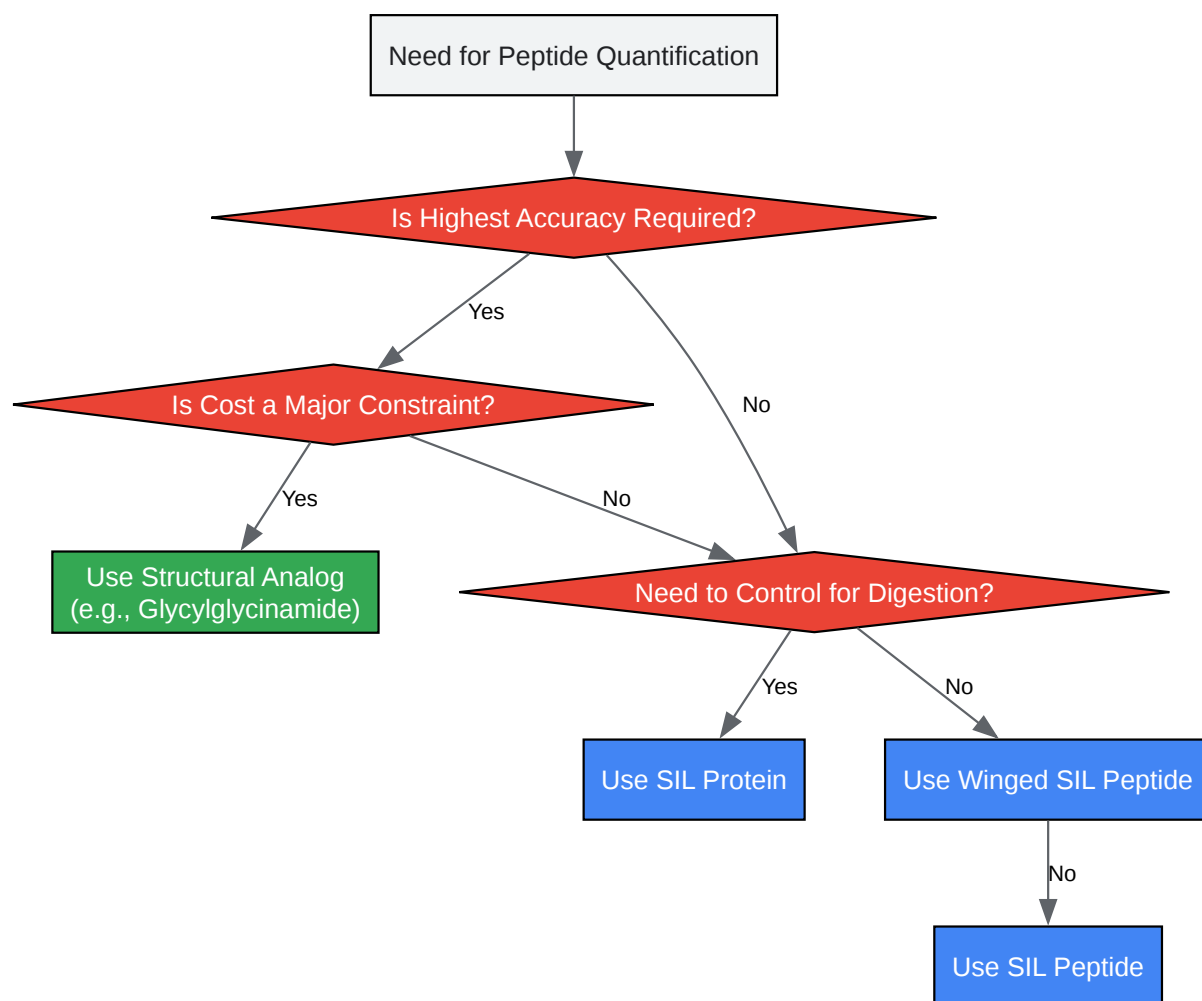 Need for Peptide Quantification
Is Highest Accuracy Required?
Yes
No
Is Cost a Major Constraint?
Yes
No
Use Structural Analog
(e.g., Glycylglycinamide)
Need to Control for Digestion?
Yes
No
Use SIL Protein
Use Winged SIL Peptide
No
Use SIL Peptide